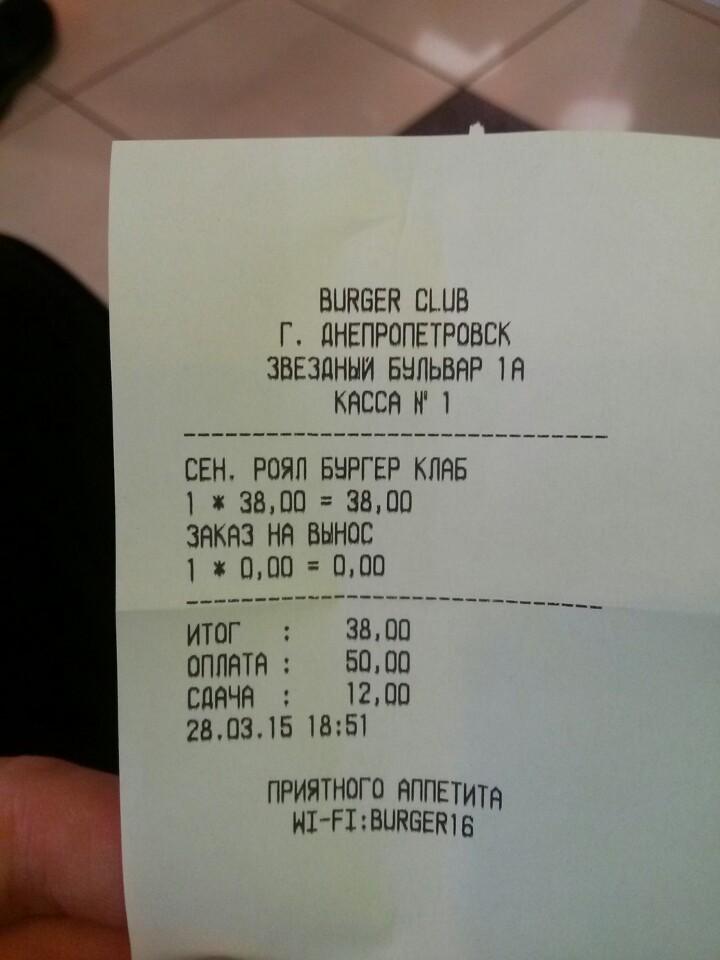 BURGER CLUB
Г. ДНЕПРОПЕТРОВСК
ЗВЕЗДНЫЙ БУЛЬВАР 1А
КАССА № 1
--------------------------------
СЕН. РОЯЛ БУРГЕР КЛАБ
1 * 38,00 = 38,00
ЗАКАЗ НА ВЫНОС
1 * 0,00 = 0,00
--------------------------------
ИТОГ : 38,00
ОПЛАТА : 50,00
СДАЧА : 12,00
28.03.15 18:51
ПРИЯТНОГО АППЕТИТА
WI-FI:BURGER16